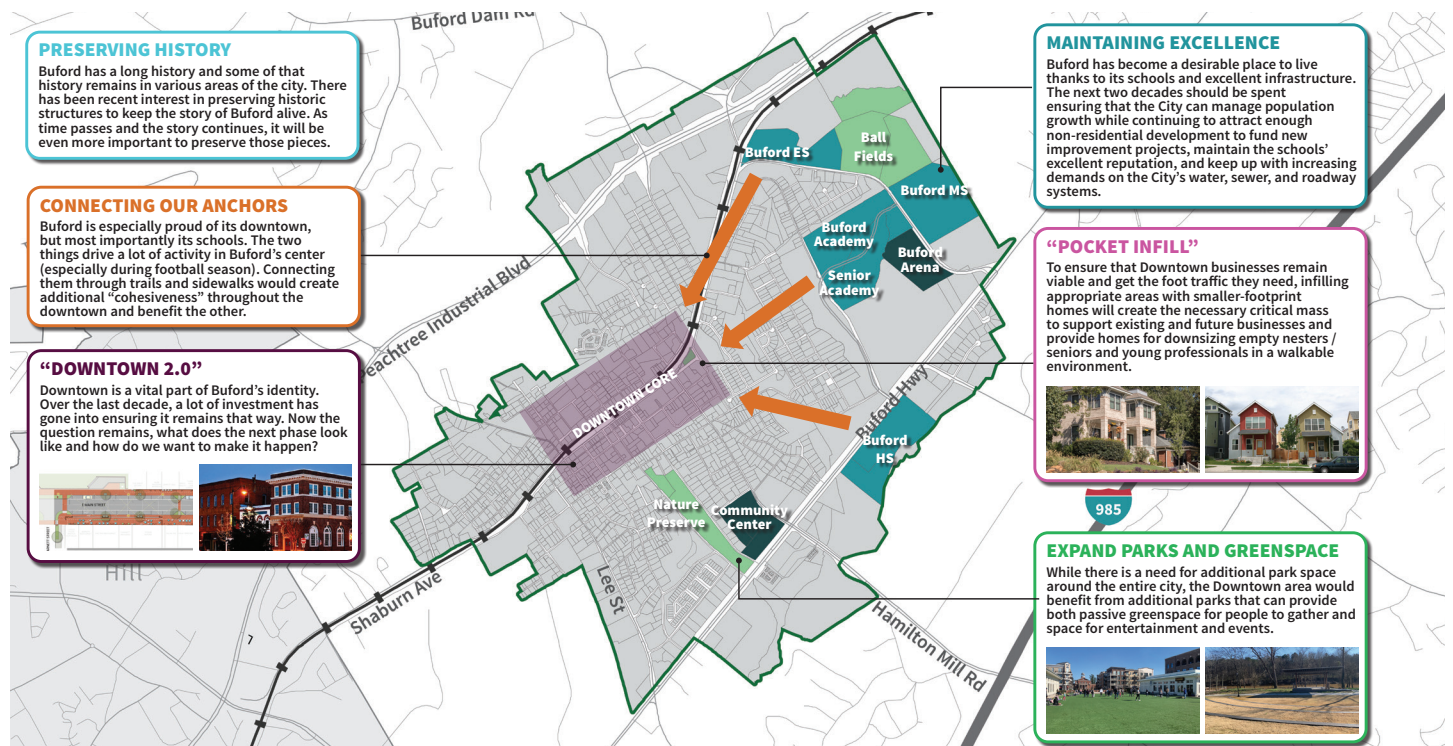 PRESERVING HISTORY
Buford has a long history and some of that
history remains in various areas of the city. There
has been recent interest in preserving historic
structures to keep the story of Buford alive. As
time passes and the story continues, it will be
even more important to preserve those pieces.
CONNECTING OUR ANCHORS
Buford is especially proud of its downtown,
but most importantly its schools. The two
things drive a lot of activity in Buford’s center
(especially during football season). Connecting
them through trails and sidewalks would create
additional “cohesiveness” throughout the
downtown and benefit the other.
“DOWNTOWN 2.0”
Downtown is a vital part of Buford’s identity.
Over the last decade, a lot of investment has
gone into ensuring it remains that way. Now the
question remains, what does the next phase look
like and how do we want to make it happen?
Hill
Buford Dam Rd
Peachtree Industrial Blvd
Shaburn Ave
Lee St
Buford Hwy
Hamilton Mill Rd
985
DOWNTOWN CORE
Buford ES
Ball
Fields
Buford MS
Buford
Academy
Buford
Arena
Senior
Academy
Buford
HS
Nature
Preserve
Community
Center
MAINTAINING EXCELLENCE
Buford has become a desirable place to live
thanks to its schools and excellent infrastructure.
The next two decades should be spent
ensuring that the City can manage population
growth while continuing to attract enough
non-residential development to fund new
improvement projects, maintain the schools’
excellent reputation, and keep up with increasing
demands on the City’s water, sewer, and roadway
systems.
“POCKET INFILL”
To ensure that Downtown businesses remain
viable and get the foot traffic they need, infilling
appropriate areas with smaller-footprint
homes will create the necessary critical mass
to support existing and future businesses and
provide homes for downsizing empty nesters /
seniors and young professionals in a walkable
environment.
EXPAND PARKS AND GREENSPACE
While there is a need for additional park space
around the entire city, the Downtown area would
benefit from additional parks that can provide
both passive greenspace for people to gather and
space for entertainment and events.